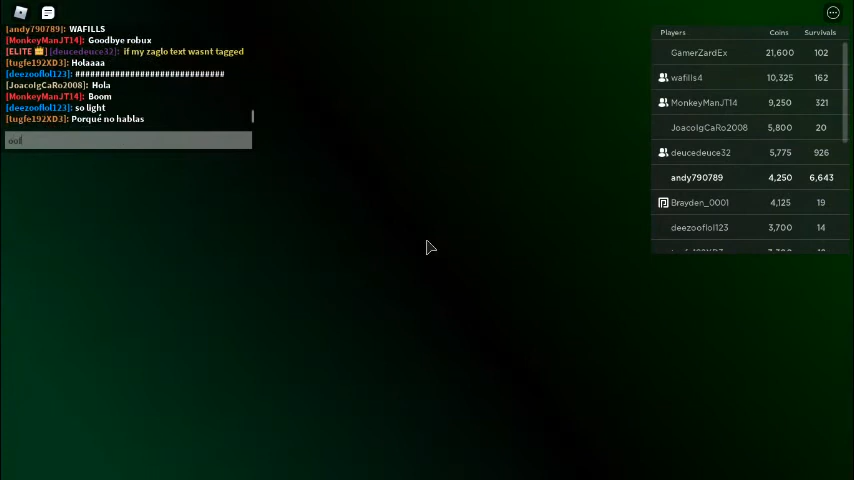 [andy790789]: WAFILLS
[MonkeyManJT14]: Goodbye robux
[ELITE 👑] [deucedeuce32]: if my zaglo text wasnt tagged
[tugfe192XD3]: Holaaaa
[deezooflol123]: ##############################
[JoacoIgCaRo2008]: Hola
[MonkeyManJT14]: Boom
[deezooflol123]: so light
[tugfe192XD3]: Porqué no hablas
Players Coins Survivals
GamerZardEx 21,600 102
wafills4 10,325 162
MonkeyManJT14 9,250 321
JoacoIgCaRo2008 5,800 20
deucedeuce32 5,775 926
andy790789 4,250 6,643
Brayden_0001 4,125 19
deezooflol123 3,700 14